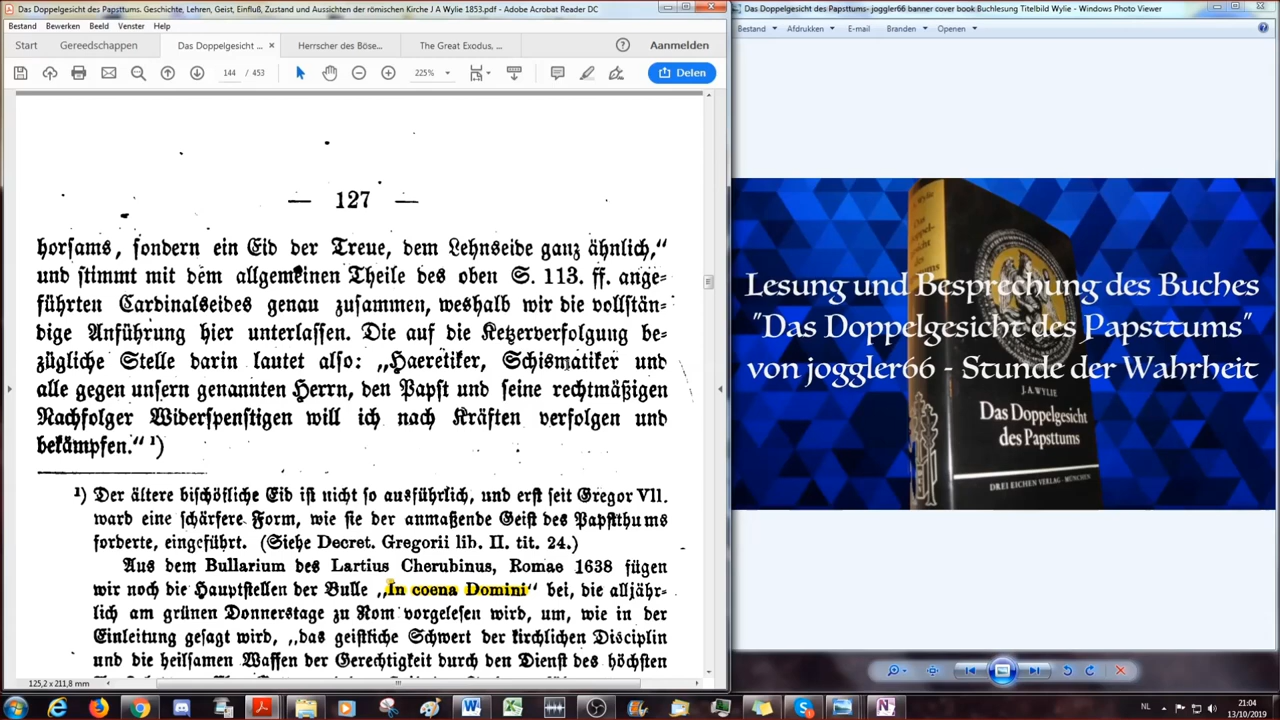 Das Doppelgesicht des Papsttums. Geschichte, Lehren, Geist, Einfluß, Zustand und Aussichten der römischen Kirche J A Wylie 1853.pdf - Adobe Acrobat Reader DC
Bestand Bewerken Beeld Venster Help
Start Gereedschappen Das Doppelgesicht ... × Herrscher des Böse... The Great Exodus, ... Aanmelden
144 / 453 225% Delen
— 127 —
horsams, sondern ein Eid der Treue, dem Lehnseide ganz ähnlich,“
und stimmt mit dem allgemeinen Theile des oben S. 113. ff. ange-
führten Cardinalseides genau zusammen, weshalb wir die vollstän-
dige Anführung hier unterlassen. Die auf die Ketzerverfolgung be-
zügliche Stelle darin lautet also: „Haeretiker, Schismatiker und
alle gegen unsern genannten Herrn, den Papst und seine rechtmäßigen
Nachfolger Widerspenstigen will ich nach Kräften verfolgen und
bekämpfen.“ ¹)
¹) Der ältere bischöfliche Eid ist nicht so ausführlich, und erst seit Gregor VII.
ward eine schärfere Form, wie sie der anmaßende Geist des Papstthums
forderte, eingeführt. (Siehe Decret. Gregorii lib. II. tit. 24.)
Aus dem Bullarium des Lartius Cherubinus, Romae 1638 fügen
wir noch die Hauptstellen der Bulle „In coena Domini“ bei, die alljähr-
lich am grünen Donnerstage zu Rom vorgelesen wird, um, wie in der
Einleitung gesagt wird, „das geistliche Schwert der kirchlichen Disciplin
und die heilsamen Waffen der Gerechtigkeit durch den Dienst des höchsten
125,2 x 211,8 mm
Das Doppelgesicht des Papsttums- joggler66 banner cover book Buchlesung Titelbild Wylie - Windows Photo Viewer
Bestand Afdrukken E-mail Branden Openen
Lesung und Besprechung des Buches
"Das Doppelgesicht des Papsttums"
von joggler66 - Stunde der Wahrheit
J.A. WYLIE
Das Doppelgesicht
des Papsttums
DREI EICHEN VERLAG · MÜNCHEN
NL 21:04
13/10/2019